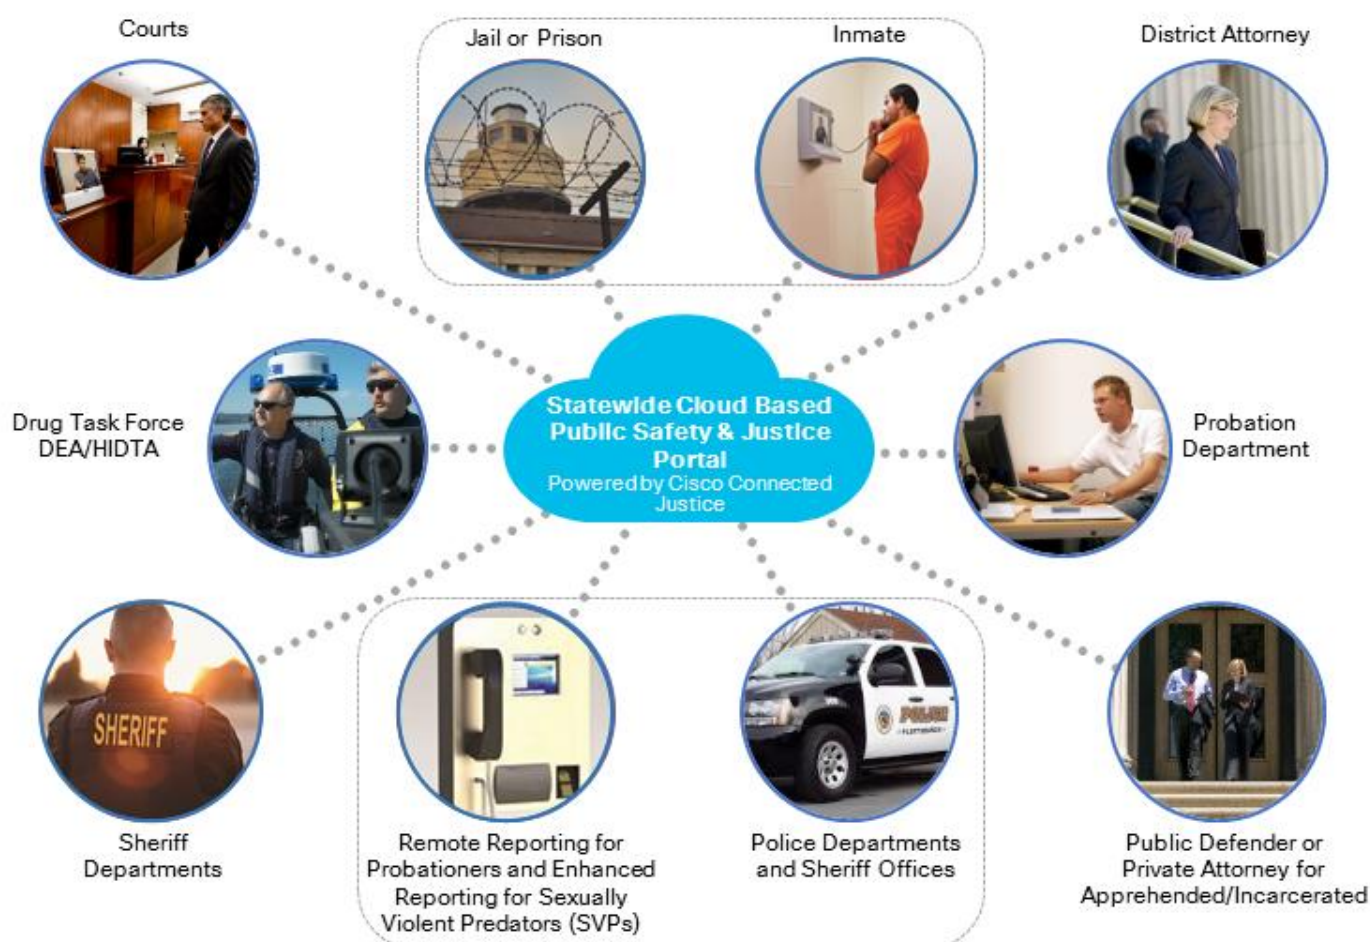 Courts
Jail or Prison
Inmate
District Attorney
Statewide Cloud Based
Public Safety & Justice
Portal
Powered by Cisco Connected
Justice
Drug Task Force
DEA/HIDTA
Probation
Department
SHERIFF
POLICE
Sheriff
Departments
Remote Reporting for
Probationers and Enhanced
Reporting for Sexually
Violent Predators (SVPs)
Police Departments
and Sheriff Offices
Public Defender or
Private Attorney for
Apprehended/Incarcerated